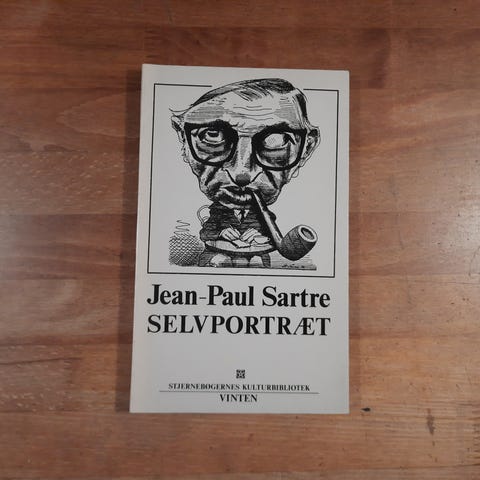 Jean-Paul Sartre
SELVPORTRÆT
STJERNEBØGERNES KULTURBIBLIOTEK
VINTEN